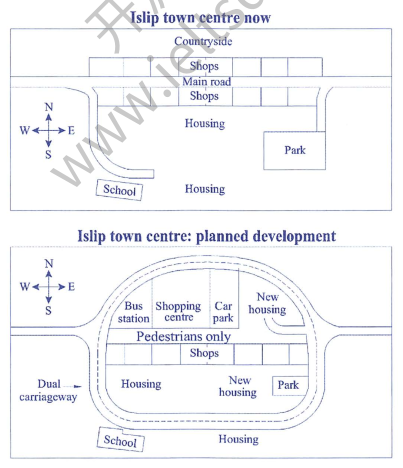 Islip town centre now
Countryside
Shops
Main road
Shops
N
W E
S
Housing
Park
School
Housing
Islip town centre: planned development
N
W E
S
Bus
station
Shopping
centre
Car
park
New
housing
Pedestrians only
Shops
Dual
carriageway
Housing
New
housing
Park
School
Housing